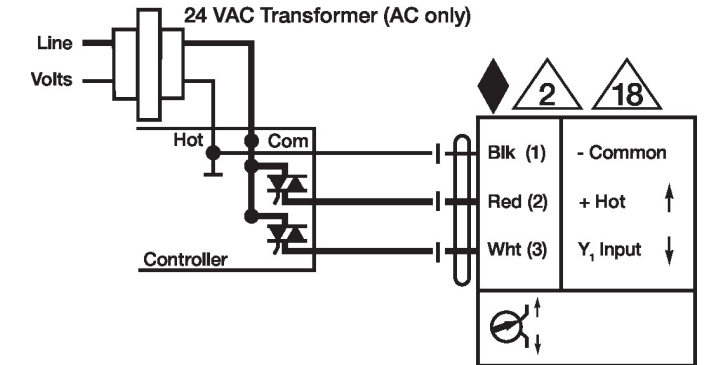 24 VAC Transformer (AC only)
Line
Volts
2
18
Hot
Com
Blk (1)
- Common
Red (2)
+ Hot
Wht (3)
Y₁ Input
Controller